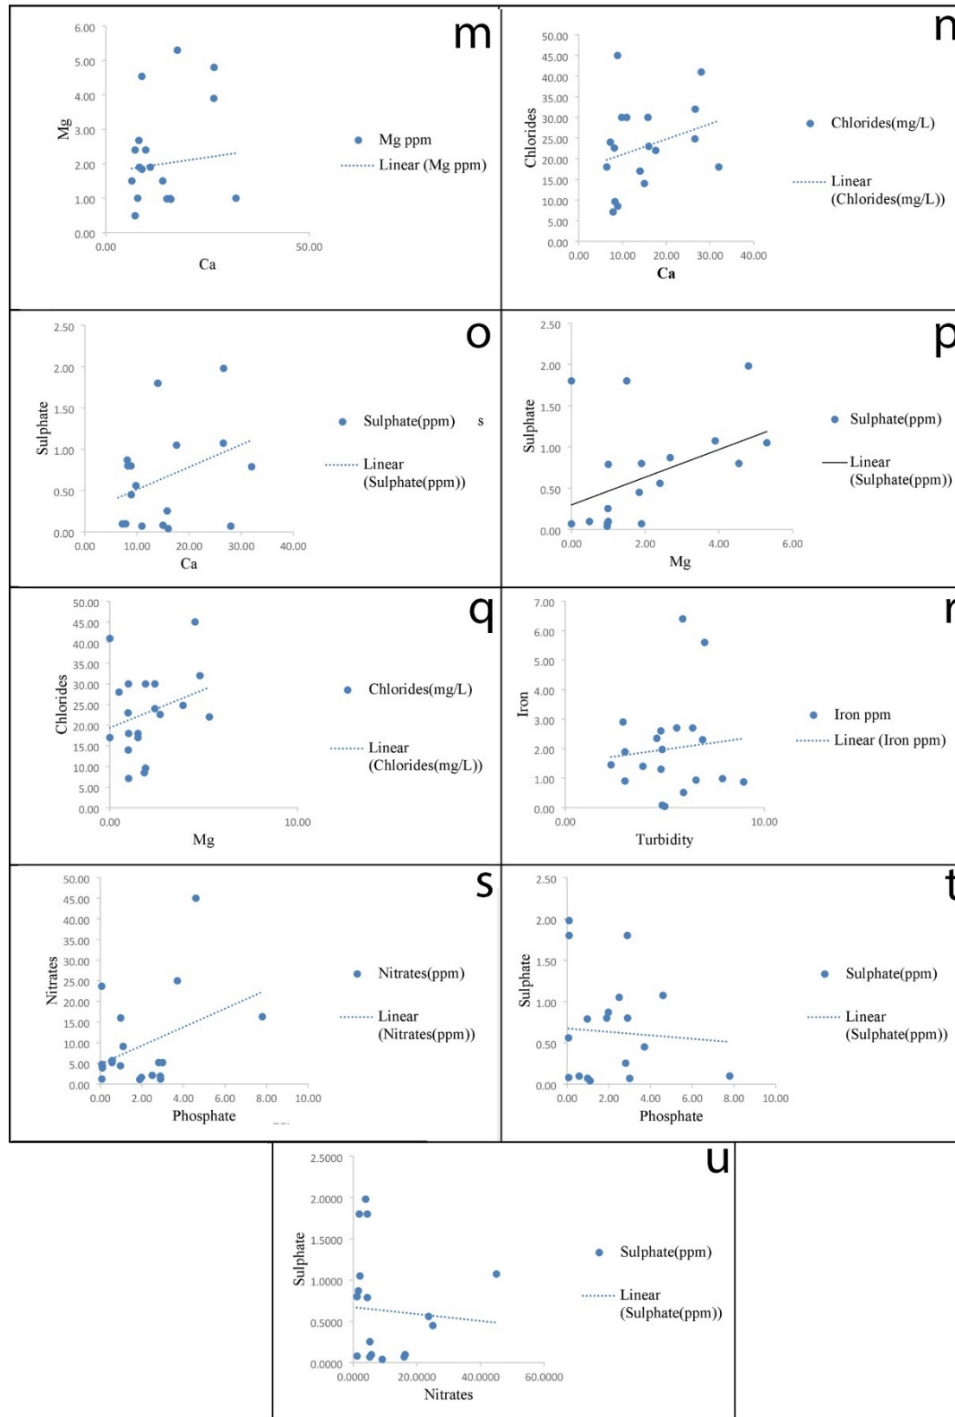 m
6.00
5.00
4.00
3.00
2.00
1.00
0.00
Mg
0.00
50.00
Ca
Mg ppm
Linear (Mg ppm)
n
50.00
45.00
40.00
35.00
30.00
25.00
20.00
15.00
10.00
5.00
0.00
Chlorides
0.00 10.00 20.00 30.00 40.00
Ca
Chlorides(mg/L)
Linear
(Chlorides(mg/L))
o
2.50
2.00
1.50
1.00
0.50
0.00
Sulphate
0.00 10.00 20.00 30.00 40.00
Ca
Sulphate(ppm) s
Linear
(Sulphate(ppm))
p
2.50
2.00
1.50
1.00
0.50
0.00
Sulphate
0.00 2.00 4.00 6.00
Mg
Sulphate(ppm)
Linear
(Sulphate(ppm))
q
50.00
45.00
40.00
35.00
30.00
25.00
20.00
15.00
10.00
5.00
0.00
Chlorides
0.00 10.00
Mg
Chlorides(mg/L)
Linear
(Chlorides(mg/L))
r
7.00
6.00
5.00
4.00
3.00
2.00
1.00
0.00
Iron
0.00 10.00
Turbidity
Iron ppm
Linear (Iron ppm)
s
50.00
45.00
40.00
35.00
30.00
25.00
20.00
15.00
10.00
5.00
0.00
Nitrates
0.00 2.00 4.00 6.00 8.00 10.00
Phosphate
Nitrates(ppm)
Linear
(Nitrates(ppm))
t
2.50
2.00
1.50
1.00
0.50
0.00
Sulphate
0.00 2.00 4.00 6.00 8.00 10.00
Phosphate
Sulphate(ppm)
Linear
(Sulphate(ppm))
u
2.5000
2.0000
1.5000
1.0000
0.5000
0.0000
Sulphate
0.0000 20.0000 40.0000 60.0000
Nitrates
Sulphate(ppm)
Linear
(Sulphate(ppm))